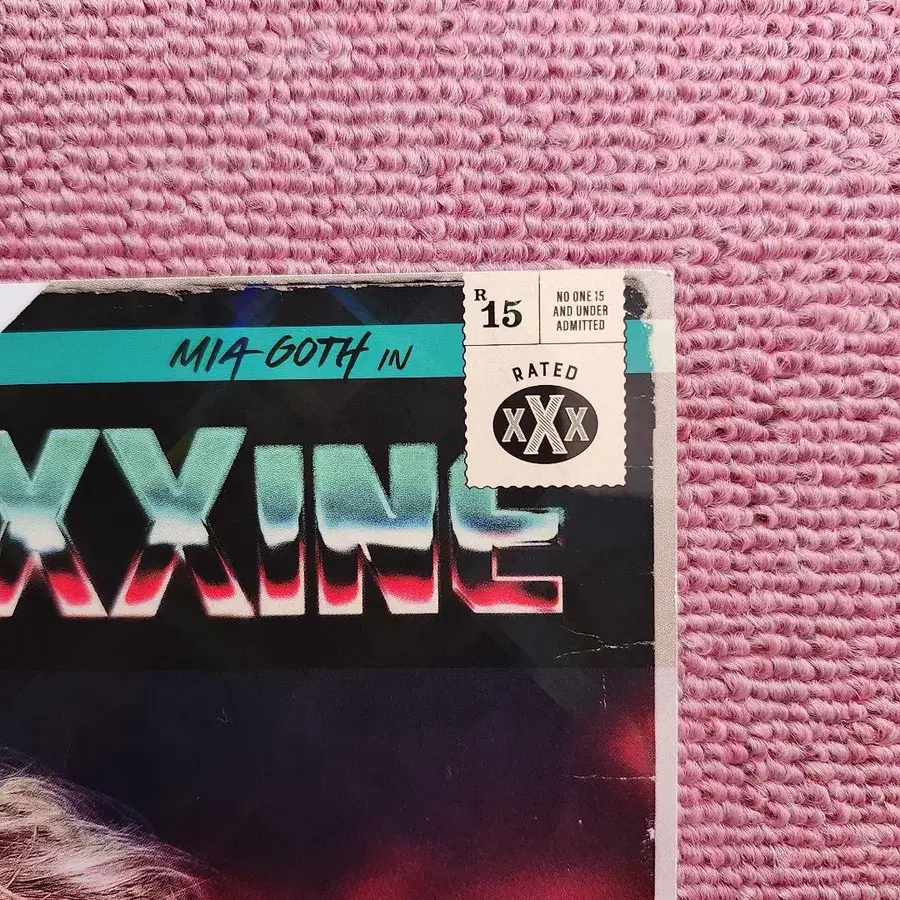 MIA GOTH IN
XXINE
R
15
NO ONE 15
AND UNDER
ADMITTED
RATED
XXX